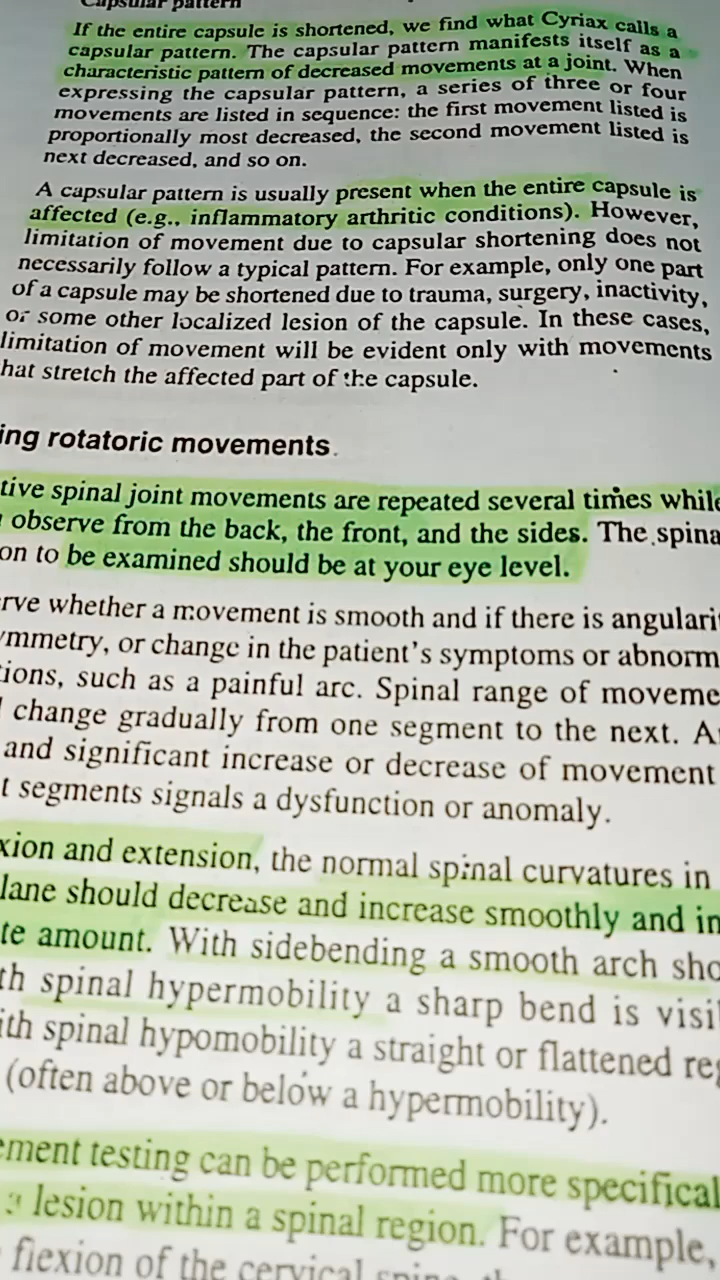 Capsular pattern
If the entire capsule is shortened, we find what Cyriax calls a
capsular pattern. The capsular pattern manifests itself as a
characteristic pattern of decreased movements at a joint. When
expressing the capsular pattern, a series of three or four
movements are listed in sequence: the first movement listed is
proportionally most decreased, the second movement listed is
next decreased, and so on.
A capsular pattern is usually present when the entire capsule is
affected (e.g., inflammatory arthritic conditions). However,
limitation of movement due to capsular shortening does not
necessarily follow a typical pattern. For example, only one part
of a capsule may be shortened due to trauma, surgery, inactivity,
or some other localized lesion of the capsule. In these cases,
limitation of movement will be evident only with movements
hat stretch the affected part of the capsule.
ing rotatoric movements
tive spinal joint movements are repeated several times while
observe from the back, the front, and the sides. The spina
on to be examined should be at your eye level.
rve whether a movement is smooth and if there is angulari
mmetry, or change in the patient's symptoms or abnorm
ions, such as a painful arc. Spinal range of moveme
change gradually from one segment to the next. A
and significant increase or decrease of movement
t segments signals a dysfunction or anomaly.
xion and extension, the normal spinal curvatures in
lane should decrease and increase smoothly and in
te amount. With sidebending a smooth arch sho
th spinal hypermobility a sharp bend is visi
ith spinal hypomobility a straight or flattened re
(often above or below a hypermobility).
ement testing can be performed more specifical
a lesion within a spinal region. For example,
flexion of the cervical